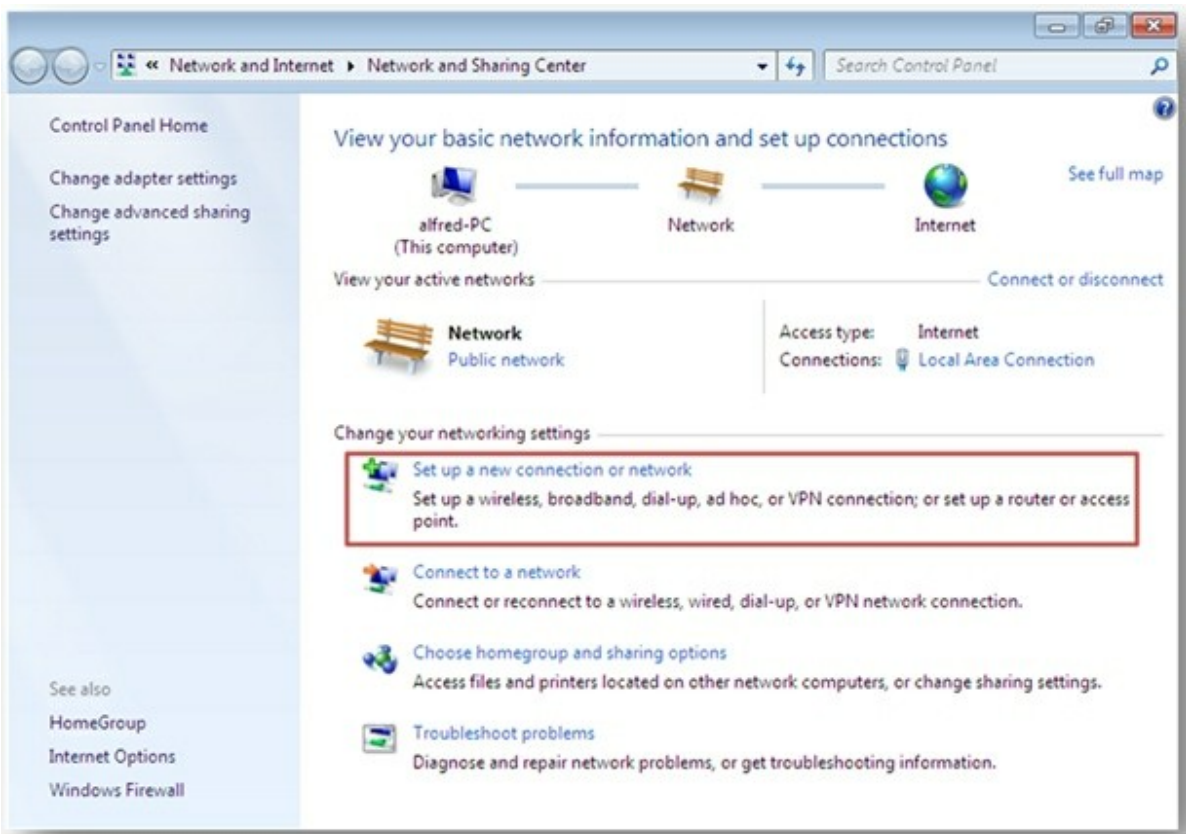 « Network and Internet ▸ Network and Sharing Center
Search Control Panel
Control Panel Home
Change adapter settings
Change advanced sharing
settings
See also
HomeGroup
Internet Options
Windows Firewall
View your basic network information and set up connections
See full map
alfred-PC
(This computer)
Network
Internet
View your active networks
Connect or disconnect
Network
Public network
Access type: Internet
Connections: Local Area Connection
Change your networking settings
Set up a new connection or network
Set up a wireless, broadband, dial-up, ad hoc, or VPN connection; or set up a router or access
point.
Connect to a network
Connect or reconnect to a wireless, wired, dial-up, or VPN network connection.
Choose homegroup and sharing options
Access files and printers located on other network computers, or change sharing settings.
Troubleshoot problems
Diagnose and repair network problems, or get troubleshooting information.